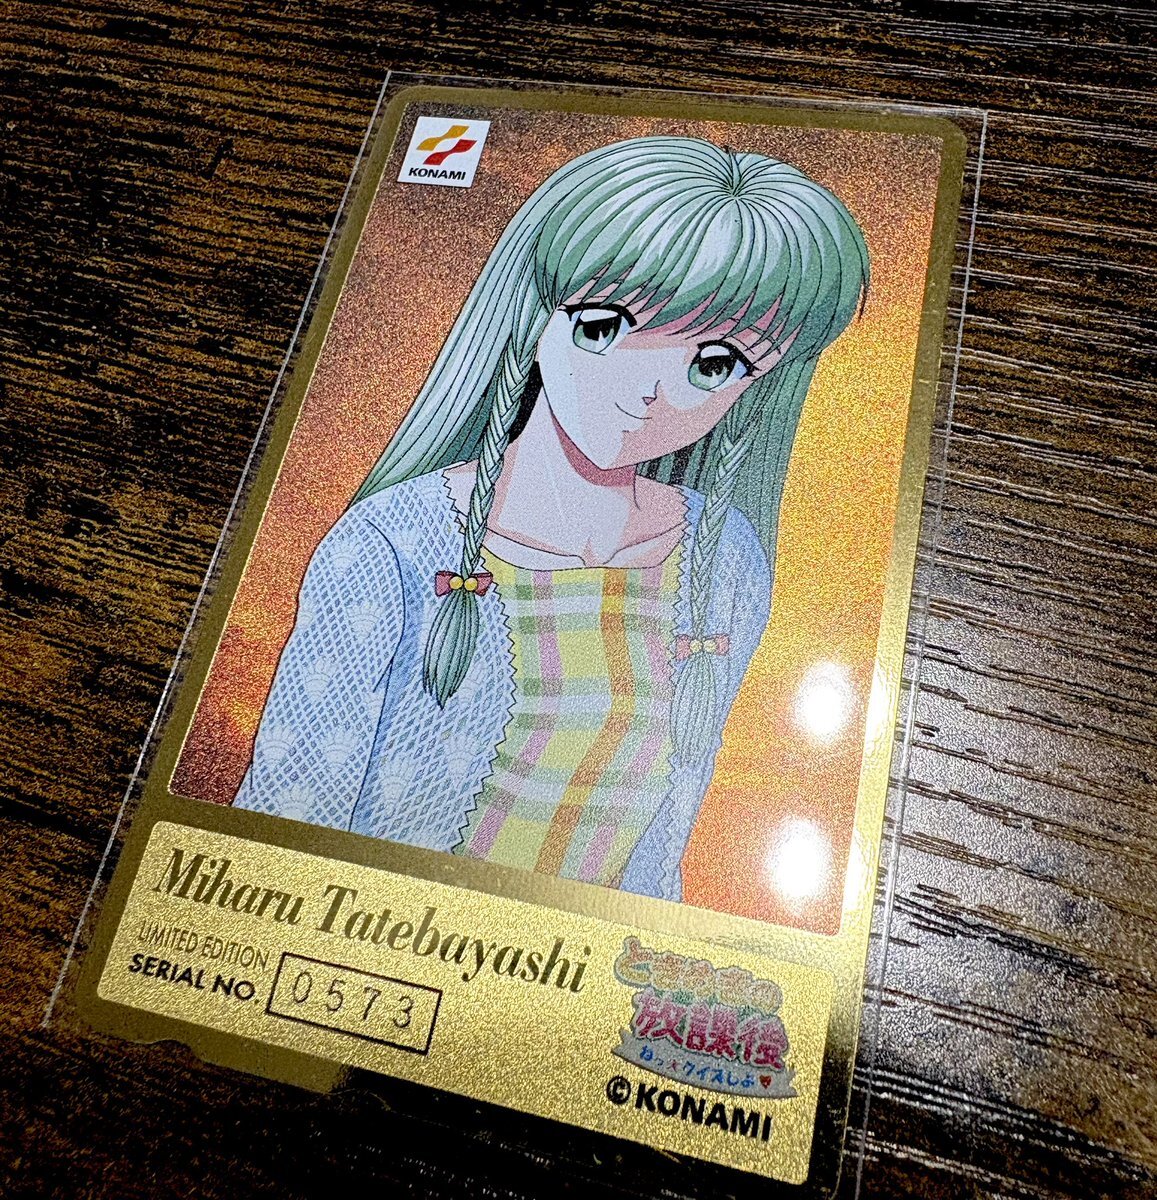 KONAMI
Miharu Tatebayashi
LIMITED EDITION
SERIAL NO. 0573
ときめきの
放課後
ねっ★クイズしよ♥
©KONAMI